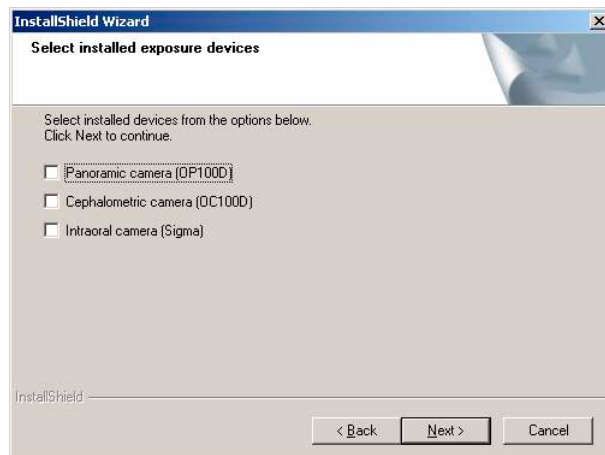 InstallShield Wizard
Select installed exposure devices
Select installed devices from the options below.
Click Next to continue.
Panoramic camera (OP100D)
Cephalometric camera (OC100D)
Intraoral camera (Sigma)
InstallShield
< Back
Next >
Cancel